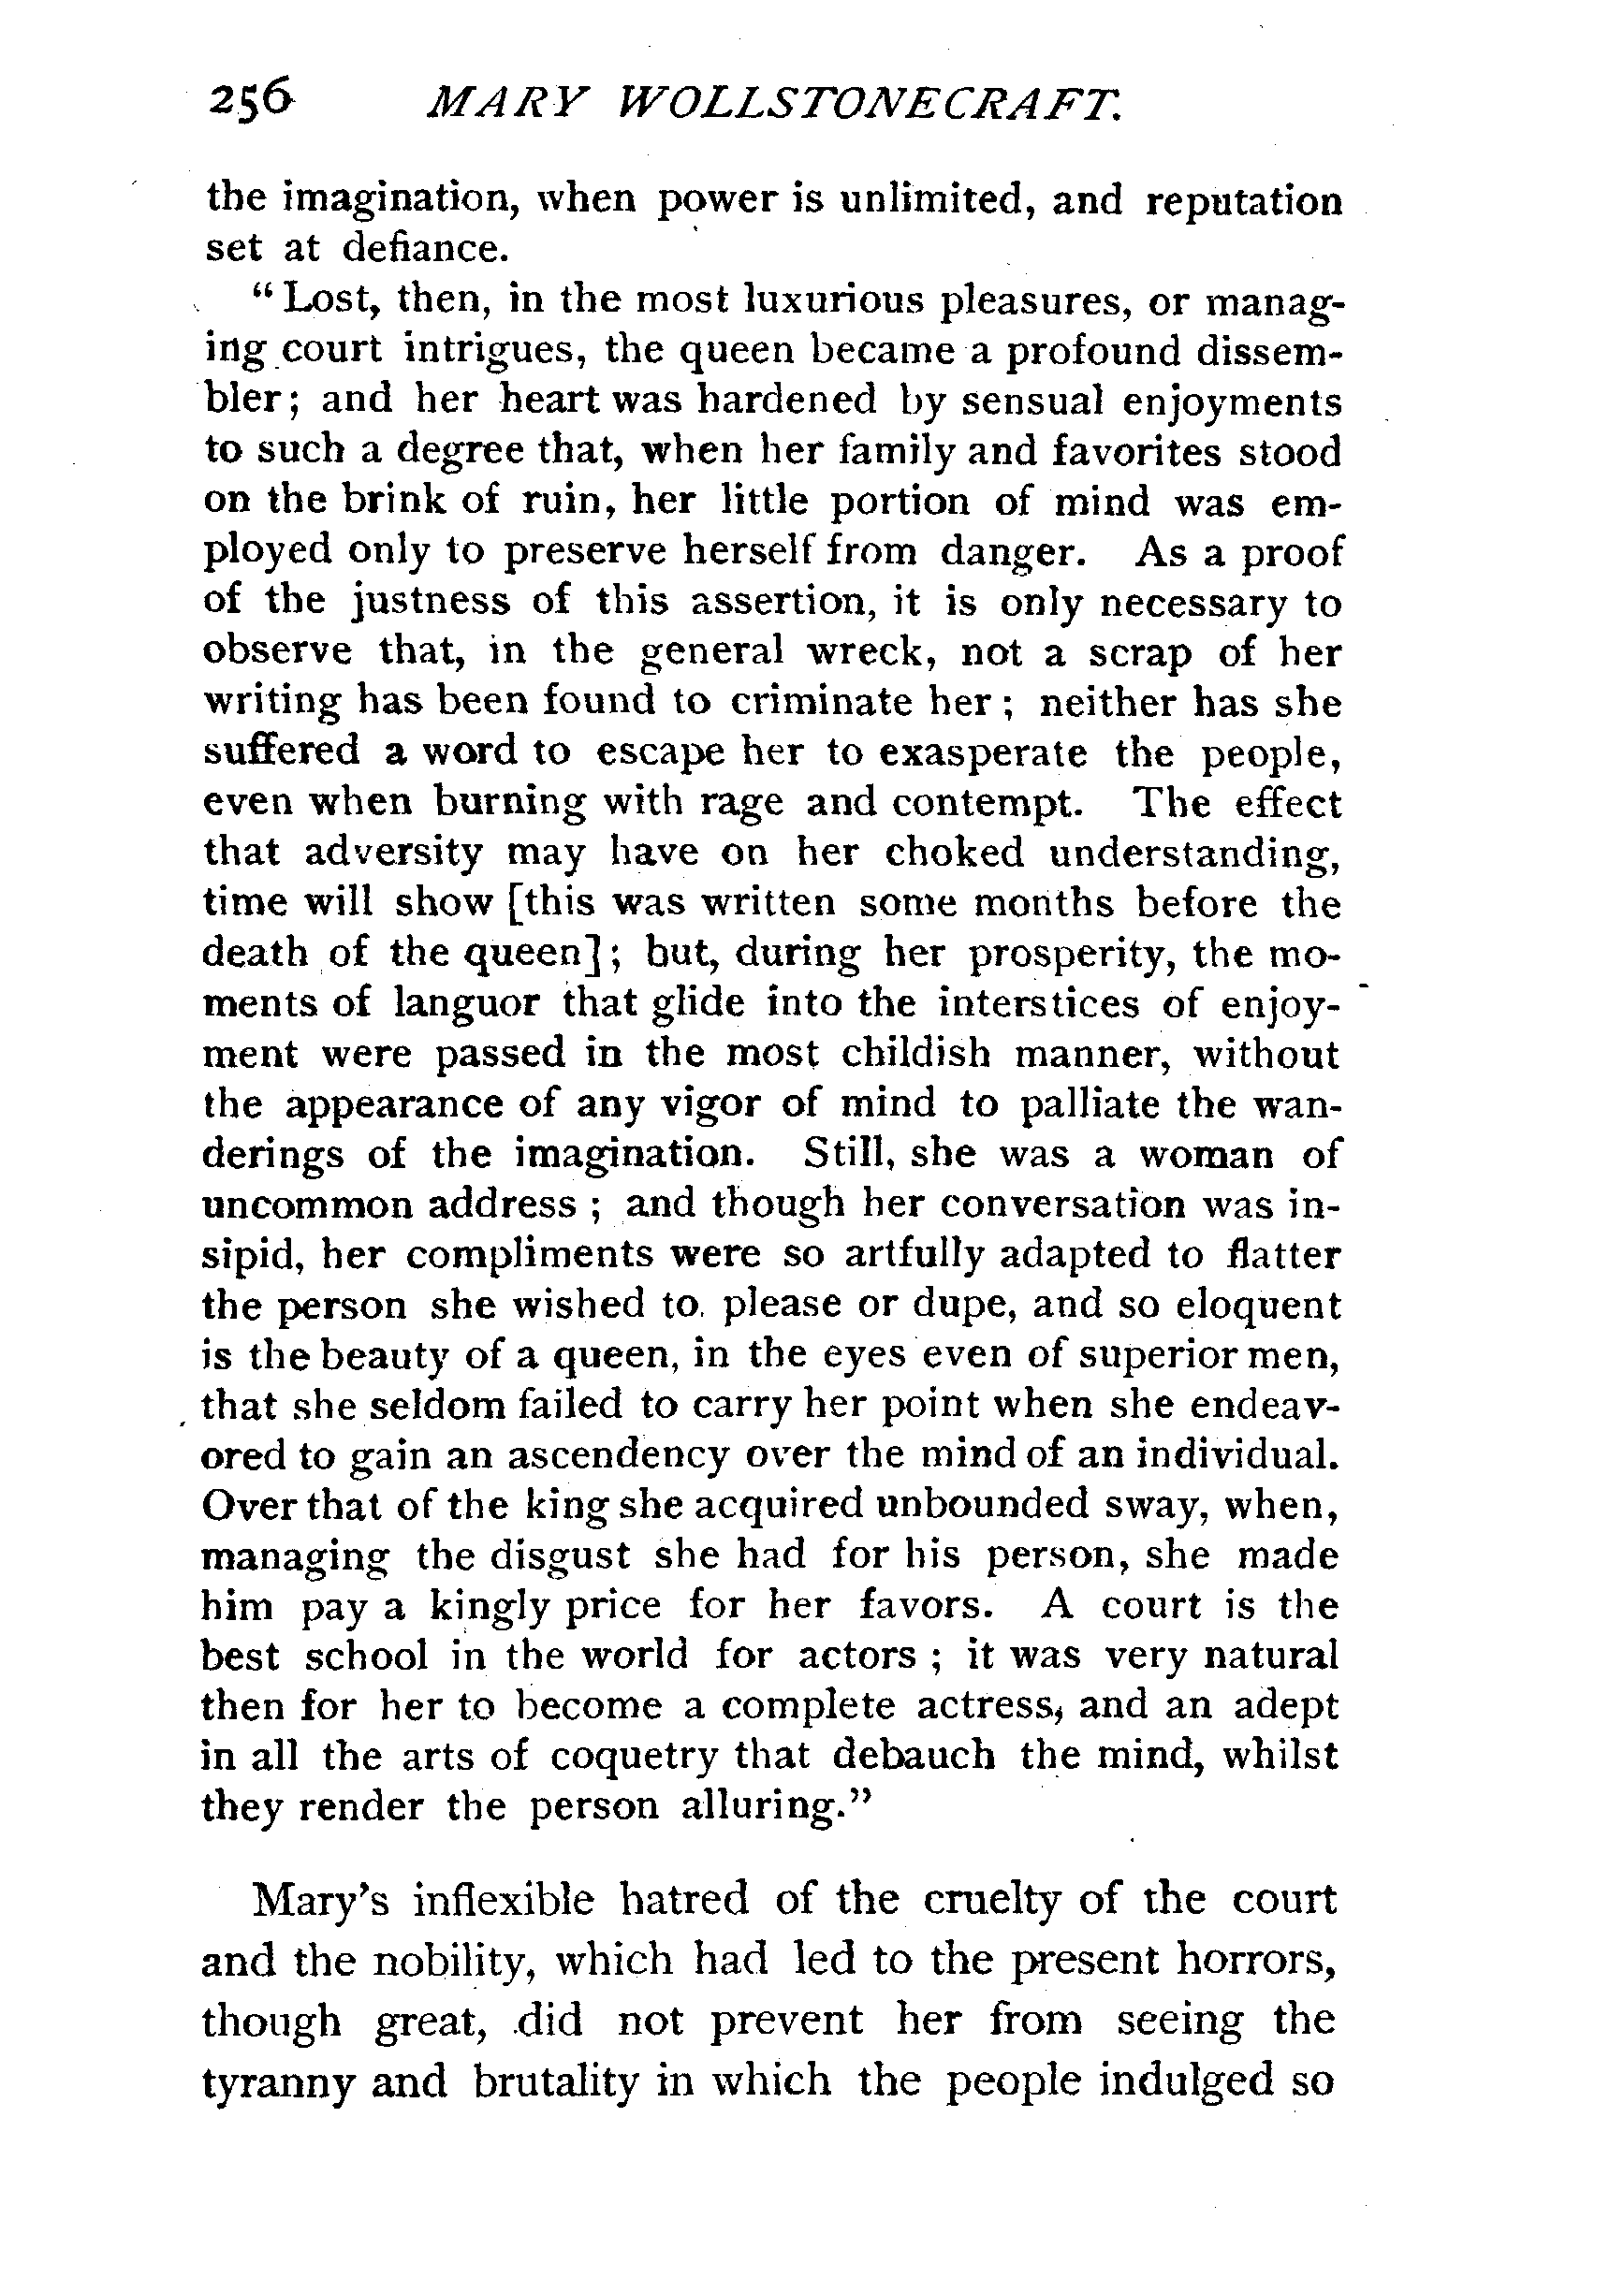 256 MARY WOLLSTONECRAFT.
the imagination, when power is unlimited, and reputation
set at defiance.
“Lost, then, in the most luxurious pleasures, or manag-
ing court intrigues, the queen became a profound dissem-
bler; and her heart was hardened by sensual enjoyments
to such a degree that, when her family and favorites stood
on the brink of ruin, her little portion of mind was em-
ployed only to preserve herself from danger. As a proof
of the justness of this assertion, it is only necessary to
observe that, in the general wreck, not a scrap of her
writing has been found to criminate her; neither has she
suffered a word to escape her to exasperate the people,
even when burning with rage and contempt. The effect
that adversity may have on her choked understanding,
time will show [this was written some months before the
death of the queen]; but, during her prosperity, the mo-
ments of languor that glide into the interstices of enjoy-
ment were passed in the most childish manner, without
the appearance of any vigor of mind to palliate the wan-
derings of the imagination. Still, she was a woman of
uncommon address; and though her conversation was in-
sipid, her compliments were so artfully adapted to flatter
the person she wished to please or dupe, and so eloquent
is the beauty of a queen, in the eyes even of superior men,
that she seldom failed to carry her point when she endeav-
ored to gain an ascendency over the mind of an individual.
Over that of the king she acquired unbounded sway, when,
managing the disgust she had for his person, she made
him pay a kingly price for her favors. A court is the
best school in the world for actors; it was very natural
then for her to become a complete actress, and an adept
in all the arts of coquetry that debauch the mind, whilst
they render the person alluring.”
Mary’s inflexible hatred of the cruelty of the court
and the nobility, which had led to the present horrors,
though great, did not prevent her from seeing the
tyranny and brutality in which the people indulged so